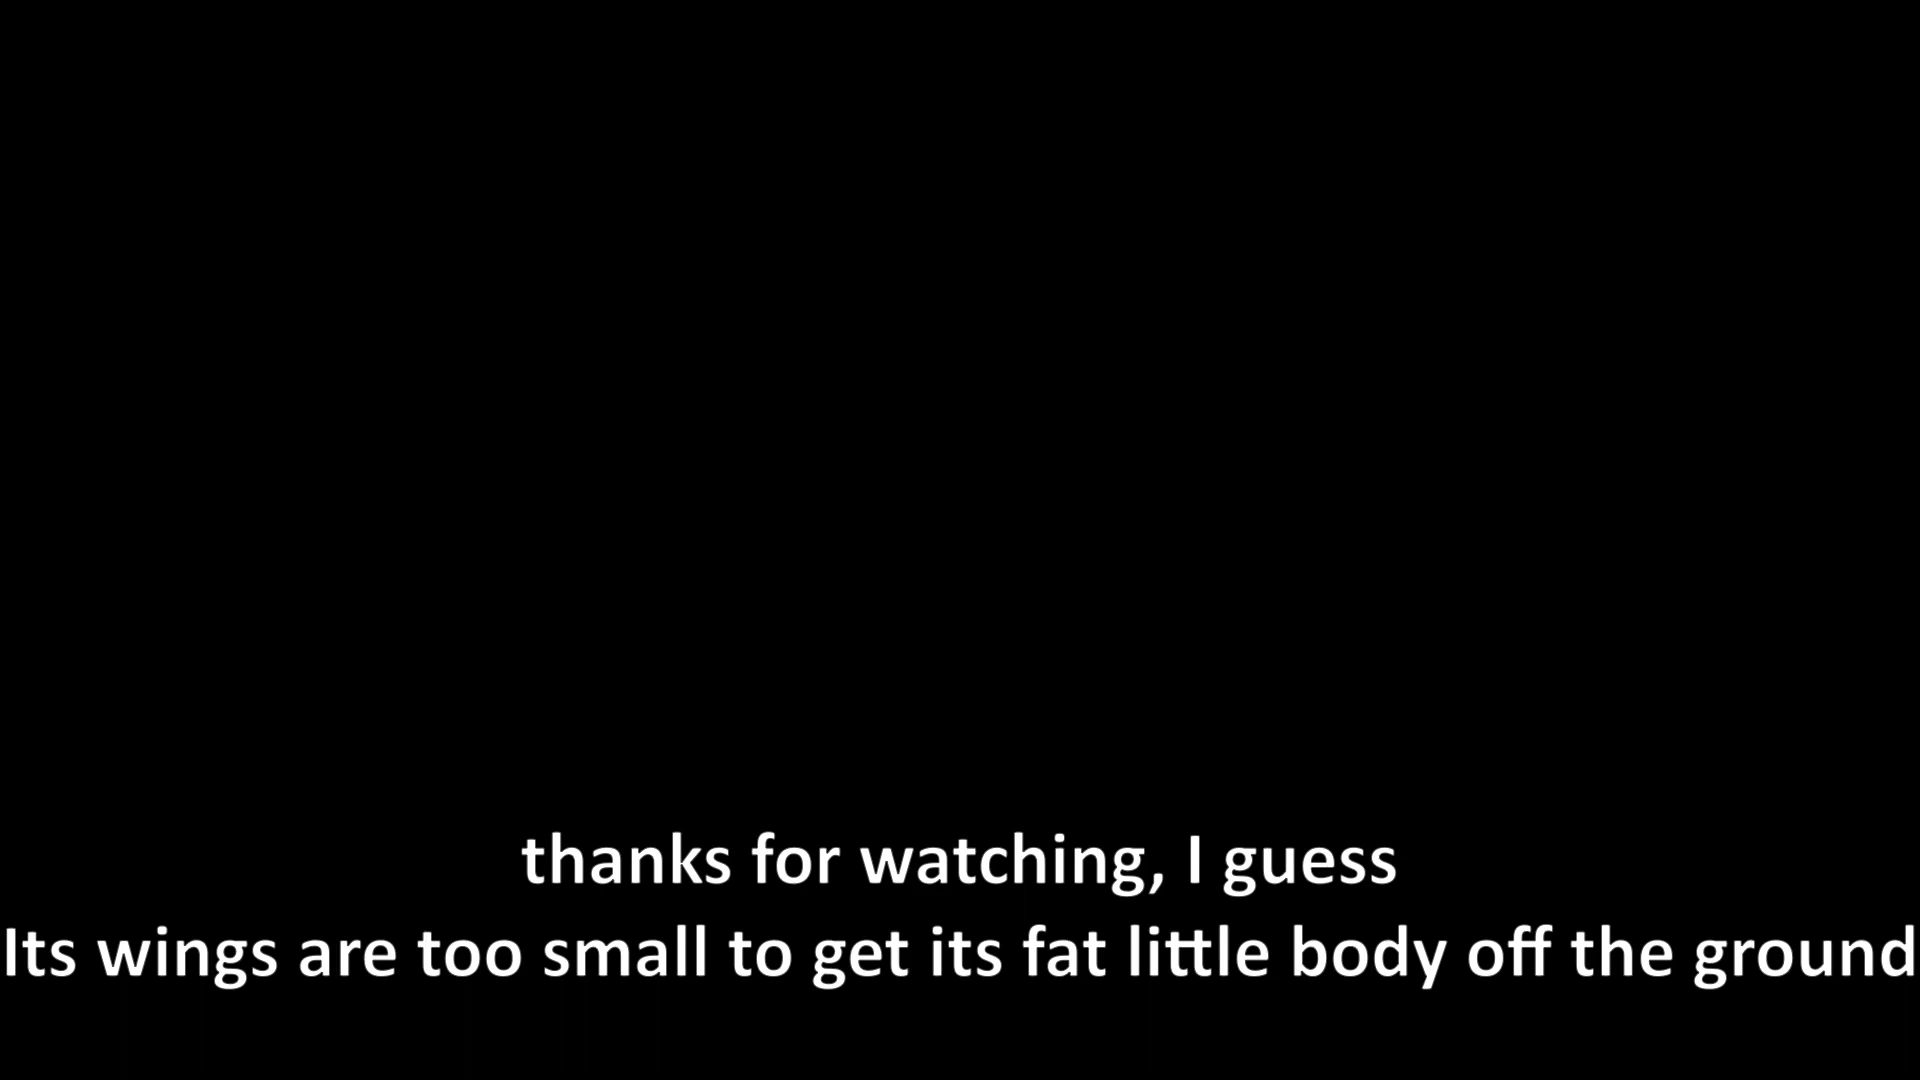 thanks for watching, I guess
Its wings are too small to get its fat little body off the ground